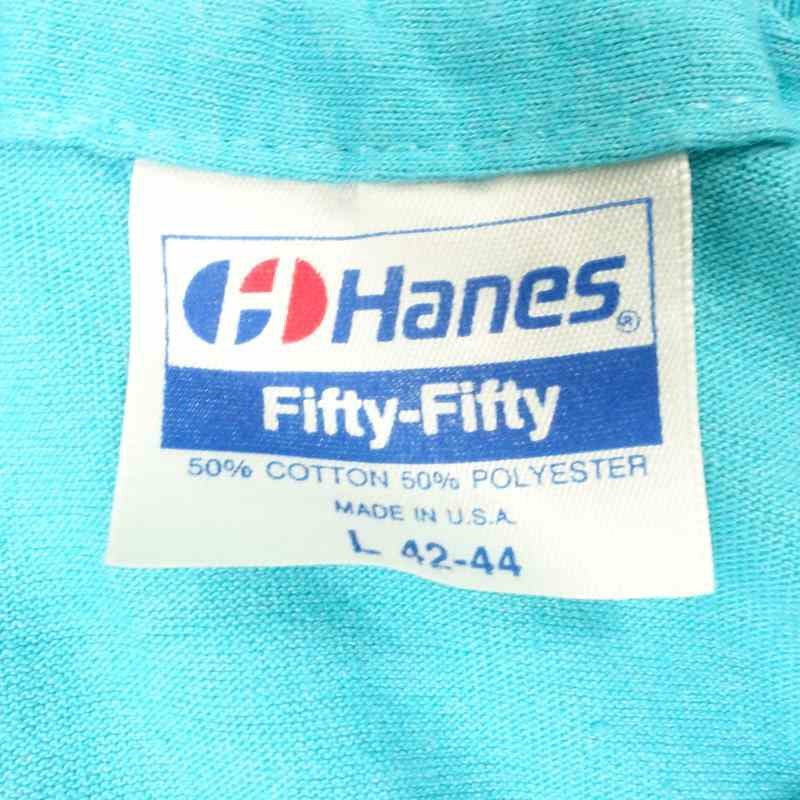 Hanes®
Fifty-Fifty
50% COTTON 50% POLYESTER
MADE IN U.S.A.
L 42-44